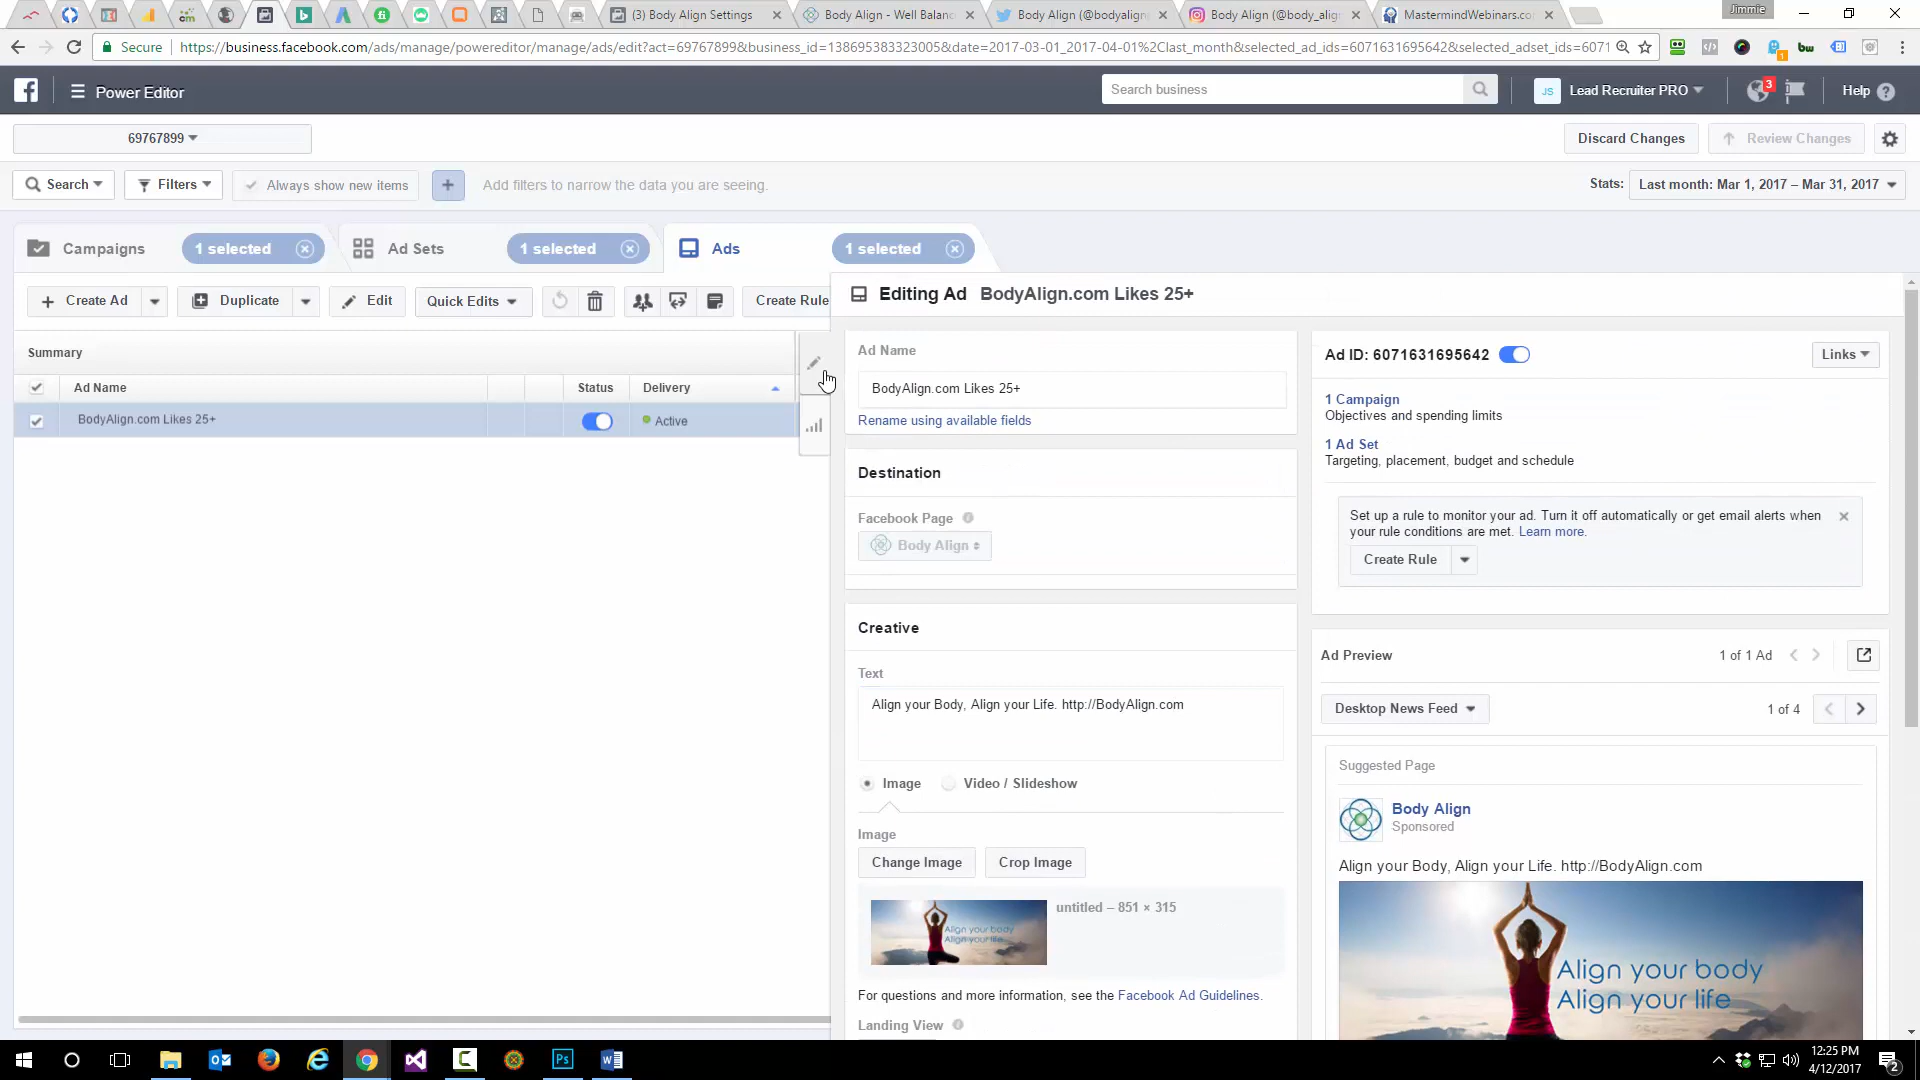 (3) Body Align Settings
Body Align - Well Balanc
Body Align (@bodyalign
Body Align (@body_alig
MastermindWebinars.co
Jimmie
Secure
https://business.facebook.com/ads/manage/powereditor/manage/ads/edit?act=69767899&business_id=138695383323005&date=2017-03-01_2017-04-01%2Clast_month&selected_ad_ids=6071631695642&selected_adset_ids=6071
Power Editor
Search business
JS
Lead Recruiter PRO
3
Help
69767899
Discard Changes
Review Changes
Search
Filters
Always show new items
Add filters to narrow the data you are seeing.
Stats:
Last month: Mar 1, 2017 – Mar 31, 2017
Campaigns
1 selected
Ad Sets
1 selected
Ads
1 selected
Create Ad
Duplicate
Edit
Quick Edits
Create Rule
Editing Ad BodyAlign.com Likes 25+
Summary
Ad Name
Status
Delivery
BodyAlign.com Likes 25+
Active
Ad Name
BodyAlign.com Likes 25+
Rename using available fields
Destination
Facebook Page
Body Align
Creative
Text
Align your Body, Align your Life. http://BodyAlign.com
Image
Video / Slideshow
Image
Change Image
Crop Image
Align your body
Align your life
untitled – 851 × 315
For questions and more information, see the Facebook Ad Guidelines.
Landing View
Ad ID: 6071631695642
Links
1 Campaign
Objectives and spending limits
1 Ad Set
Targeting, placement, budget and schedule
Set up a rule to monitor your ad. Turn it off automatically or get email alerts when
your rule conditions are met. Learn more.
Create Rule
Ad Preview
1 of 1 Ad
Desktop News Feed
1 of 4
Suggested Page
Body Align
Sponsored
Align your Body, Align your Life. http://BodyAlign.com
Align your body
Align your life
12:25 PM
4/12/2017
2